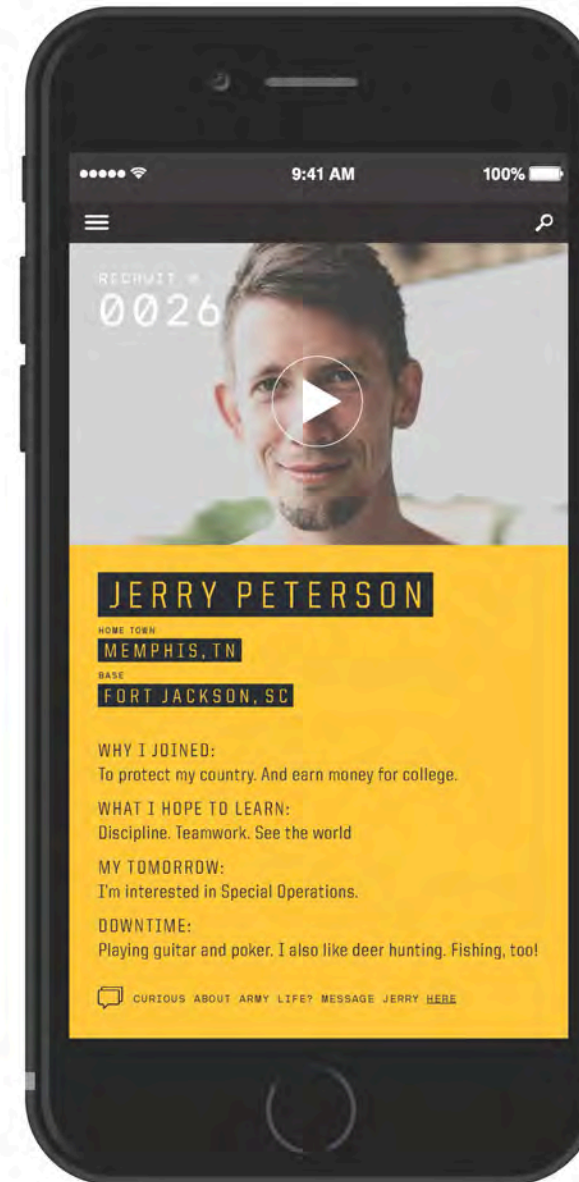 9:41 AM 100%
RECRUIT #
0026
JERRY PETERSON
HOME TOWN
MEMPHIS, TN
BASE
FORT JACKSON, SC
WHY I JOINED:
To protect my country. And earn money for college.
WHAT I HOPE TO LEARN:
Discipline. Teamwork. See the world
MY TOMORROW:
I'm interested in Special Operations.
DOWNTIME:
Playing guitar and poker. I also like deer hunting. Fishing, too!
CURIOUS ABOUT ARMY LIFE? MESSAGE JERRY HERE